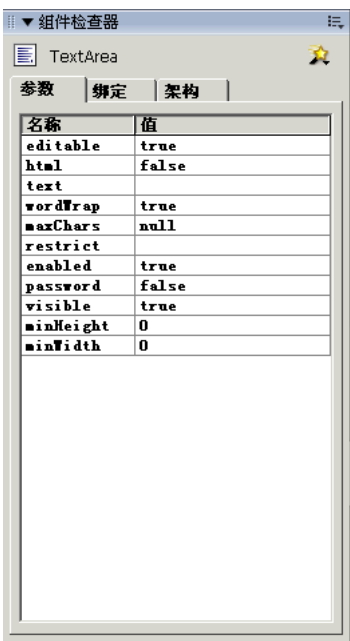 组件检查器
TextArea
参数 绑定 架构
名称 值
editable true
html false
text
wordWrap true
maxChars null
restrict
enabled true
password false
visible true
minHeight 0
minWidth 0